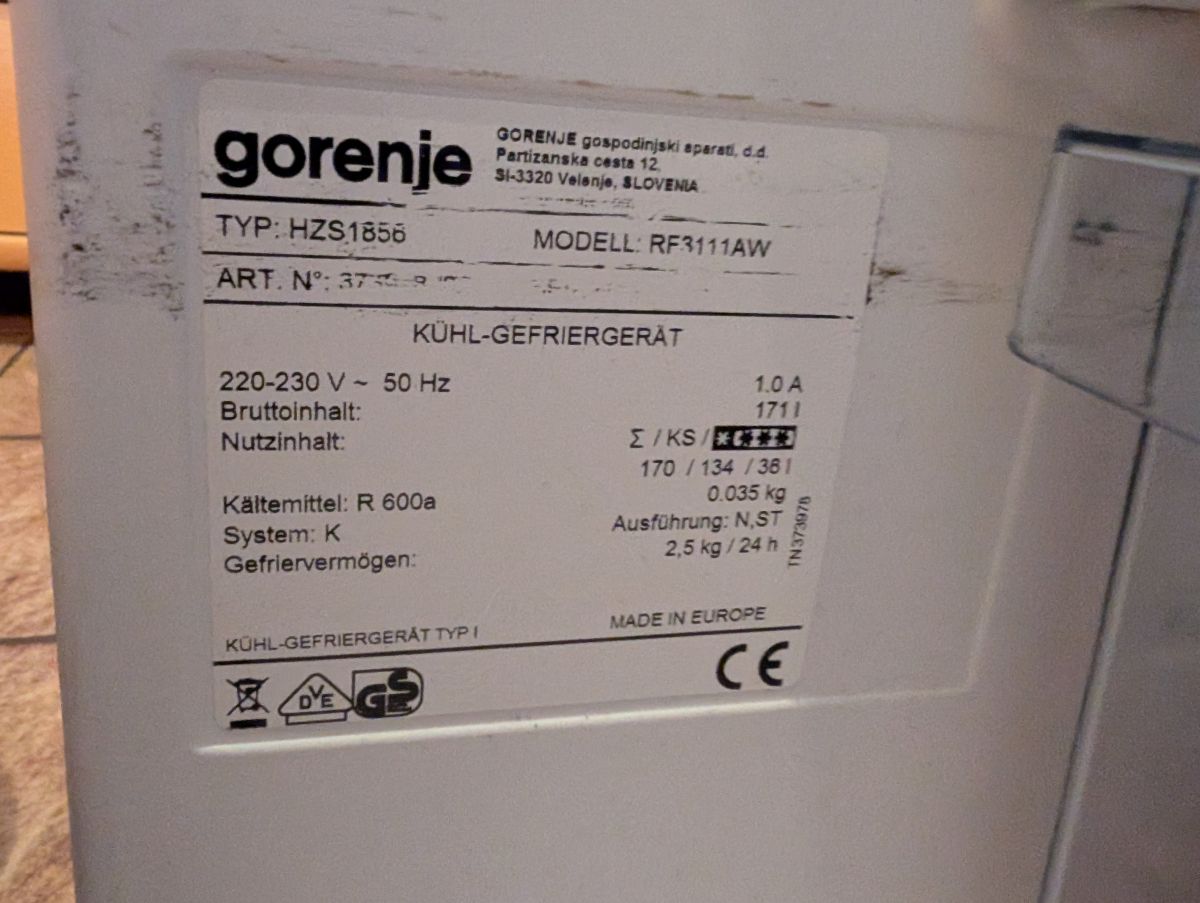 gorenje
GORENJE gospodinjski aparati, d.d.
Partizanska cesta 12,
SI-3320 Velenje, SLOVENIA
TYP: HZS1856 MODELL: RF3111AW
ART. N°:
KÜHL-GEFRIERGERÄT
220-230 V ~ 50 Hz 1.0 A
Bruttoinhalt: 171 l
Nutzinhalt: Σ / KS /
170 / 134 / 36 l
Kältemittel: R 600a 0.035 kg
System: K Ausführung: N,ST
Gefriervermögen: 2,5 kg / 24 h
TN373978
KÜHL-GEFRIERGERÄT TYP I MADE IN EUROPE
DVE GS CE